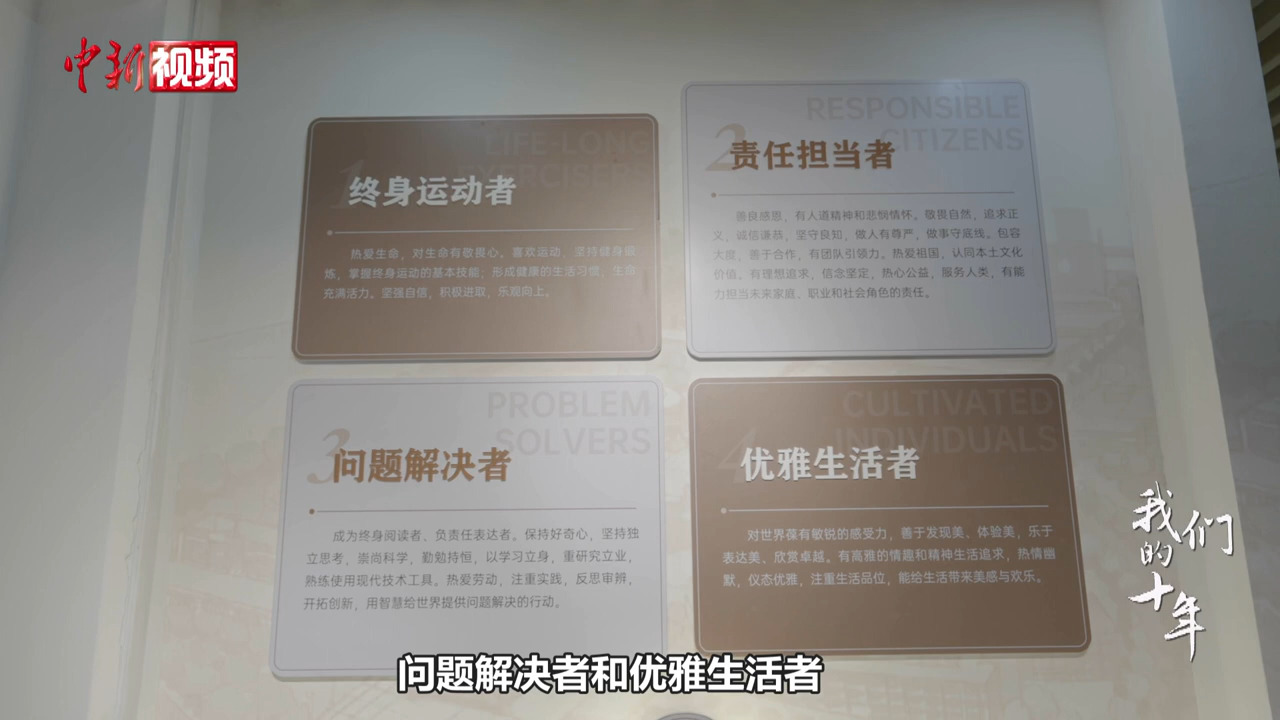 中新视频
LIFE-LONG
EXERCISERS
1
终身运动者
热爱生命，对生命有敬畏心。喜欢运动，坚持健身锻
炼，掌握终身运动的基本技能；形成健康的生活习惯，生命
充满活力。坚强自信，积极进取，乐观向上。
RESPONSIBLE
CITIZENS
2
责任担当者
善良感恩，有人道精神和悲悯情怀。敬畏自然，追求正
义，诚信谦恭，坚守良知，做人有尊严，做事守底线。包容
大度，善于合作，有团队引领力。热爱祖国，认同本土文化
价值，有理想追求，信念坚定，热心公益，服务人类，有能
力担当未来家庭、职业和社会角色的责任。
PROBLEM
SOLVERS
3
问题解决者
成为终身阅读者、负责任表达者。保持好奇心，坚持独
立思考，崇尚科学，勤勉持恒，以学习立身，重研究立业，
熟练使用现代技术工具。热爱劳动，注重实践，反思审辨，
开拓创新，用智慧给世界提供问题解决的行动。
CULTIVATED
INDIVIDUALS
4
优雅生活者
对世界葆有敏锐的感受力，善于发现美、体验美，乐于
表达美、欣赏卓越。有高雅的情趣和精神生活追求，热情幽
默，仪态优雅，注重生活品位，能给生活带来美感与欢乐。
我们
的
十年
问题解决者和优雅生活者